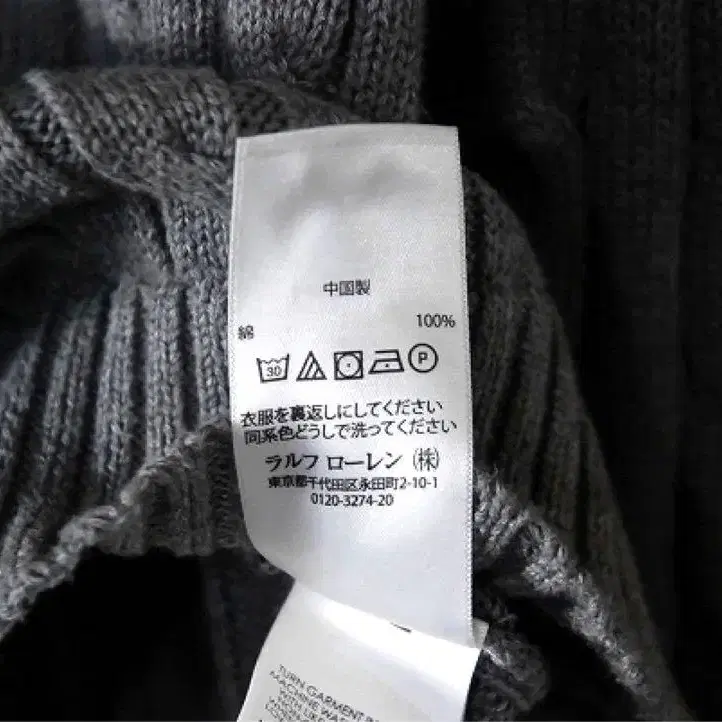 中国製
綿 100%
30 P
衣服を裏返しにしてください
同系色どうしで洗ってください
ラルフ ローレン (株)
東京都千代田区永田町2-10-1
0120-3274-20
TURN GARMENT
MACHINE WA